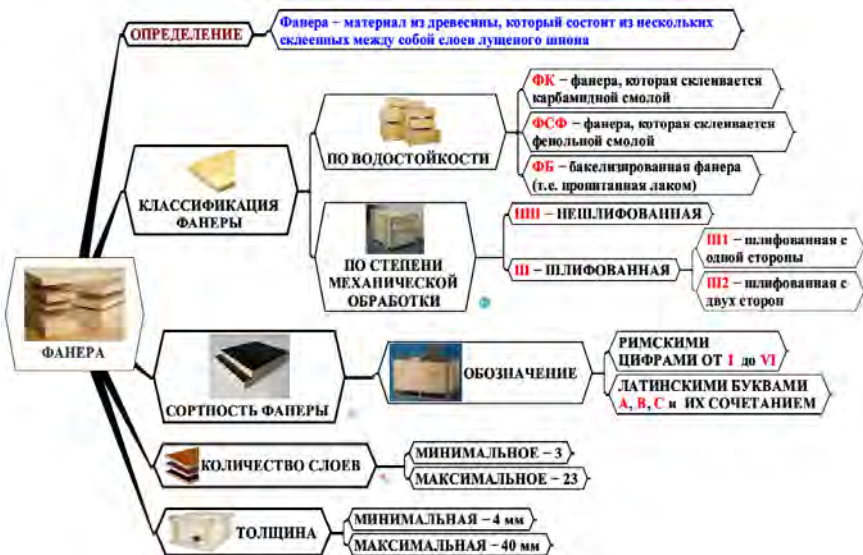 ОПРЕДЕЛЕНИЕ
Фанера – материал из древесины, который состоит из нескольких
склеенных между собой слоев лущеного шпона
ФАНЕРА
КЛАССИФИКАЦИЯ
ФАНЕРЫ
ПО ВОДОСТОЙКОСТИ
ФК – фанера, которая склеивается
карбамидной смолой
ФСФ – фанера, которая склеивается
фенольной смолой
ФБ – бакелизированная фанера
(т.е. пропитанная лаком)
ПО СТЕПЕНИ
МЕХАНИЧЕСКОЙ
ОБРАБОТКИ
НШ – НЕШЛИФОВАННАЯ
Ш – ШЛИФОВАННАЯ
Ш1 – шлифованная с
одной стороны
Ш2 – шлифованная с
двух сторон
СОРТНОСТЬ ФАНЕРЫ
ОБОЗНАЧЕНИЕ
РИМСКИМИ
ЦИФРАМИ ОТ I до VI
ЛАТИНСКИМИ БУКВАМИ
A, B, C и ИХ СОЧЕТАНИЕМ
КОЛИЧЕСТВО СЛОЕВ
МИНИМАЛЬНОЕ – 3
МАКСИМАЛЬНОЕ – 23
ТОЛЩИНА
МИНИМАЛЬНАЯ – 4 мм
МАКСИМАЛЬНАЯ – 40 мм